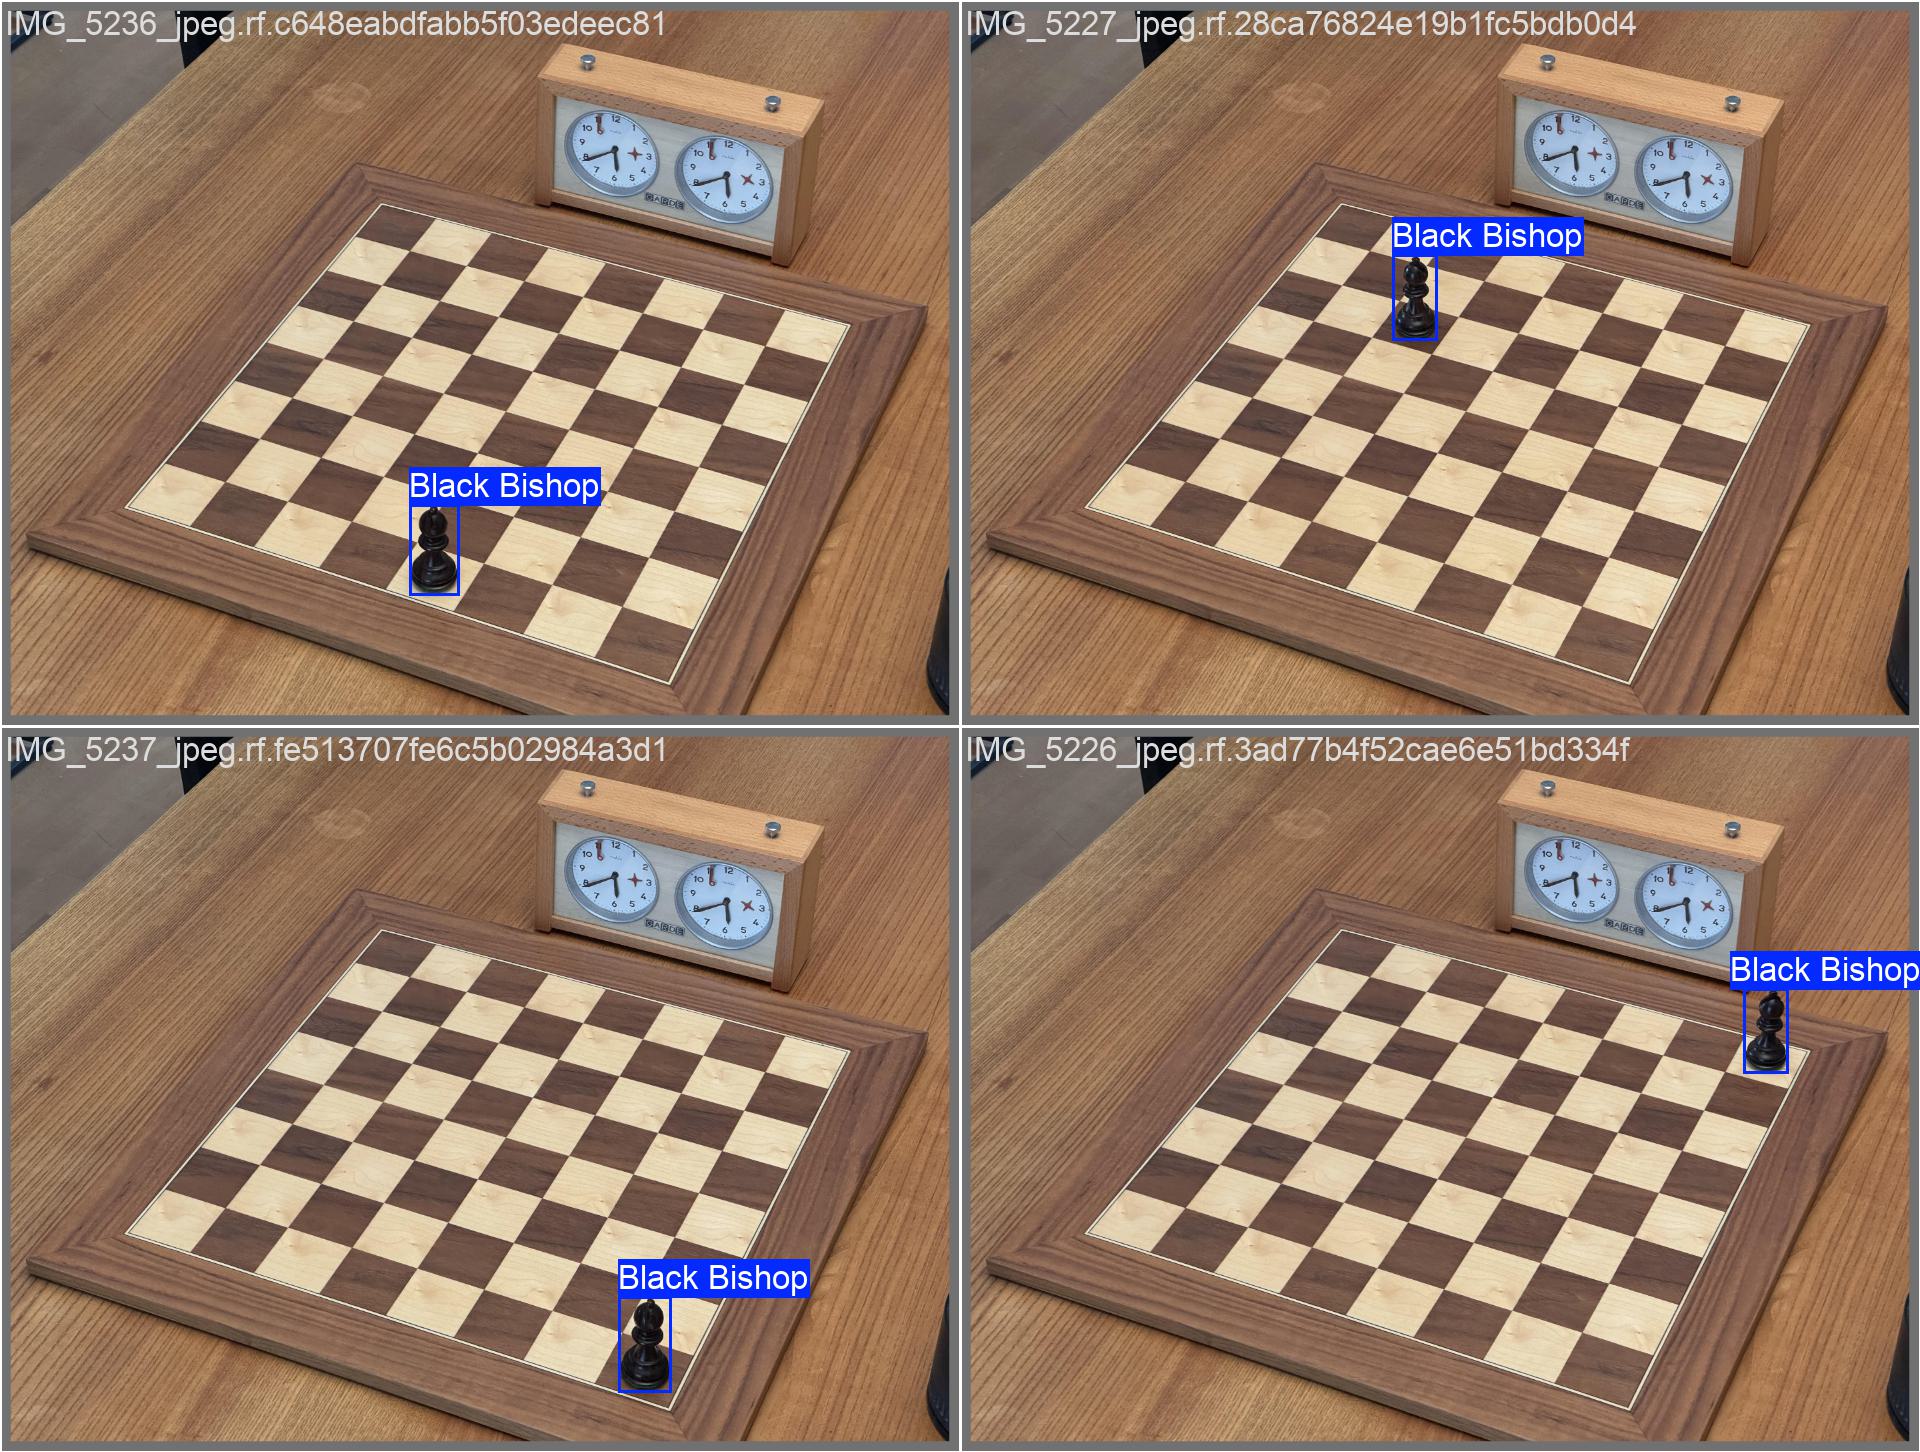 IMG_5236_jpeg.rf.c648eabdfabb5f03edeec81
IMG_5227_jpeg.rf.28ca76824e19b1fc5bdb0d4
Black Bishop
Black Bishop
IMG_5237_jpeg.rf.fe513707fe6c5b02984a3d1
IMG_5226_jpeg.rf.3ad77b4f52cae6e51bd334f
Black Bishop
Black Bishop